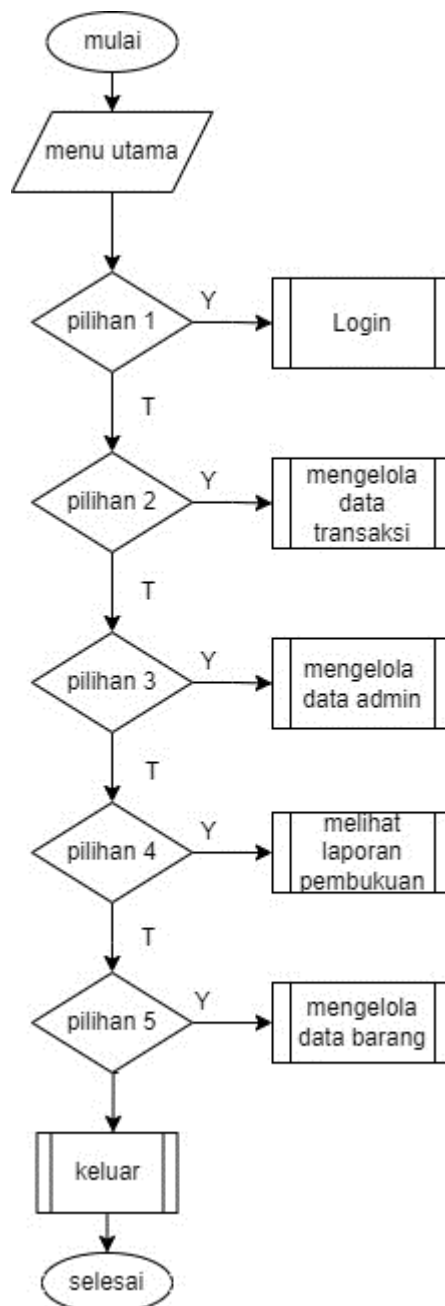 mulai
menu utama
pilihan 1
Y
Login
T
pilihan 2
Y
mengelola
data
transaksi
T
pilihan 3
Y
mengelola
data admin
T
pilihan 4
Y
melihat
laporan
pembukuan
T
pilihan 5
Y
mengelola
data barang
keluar
selesai